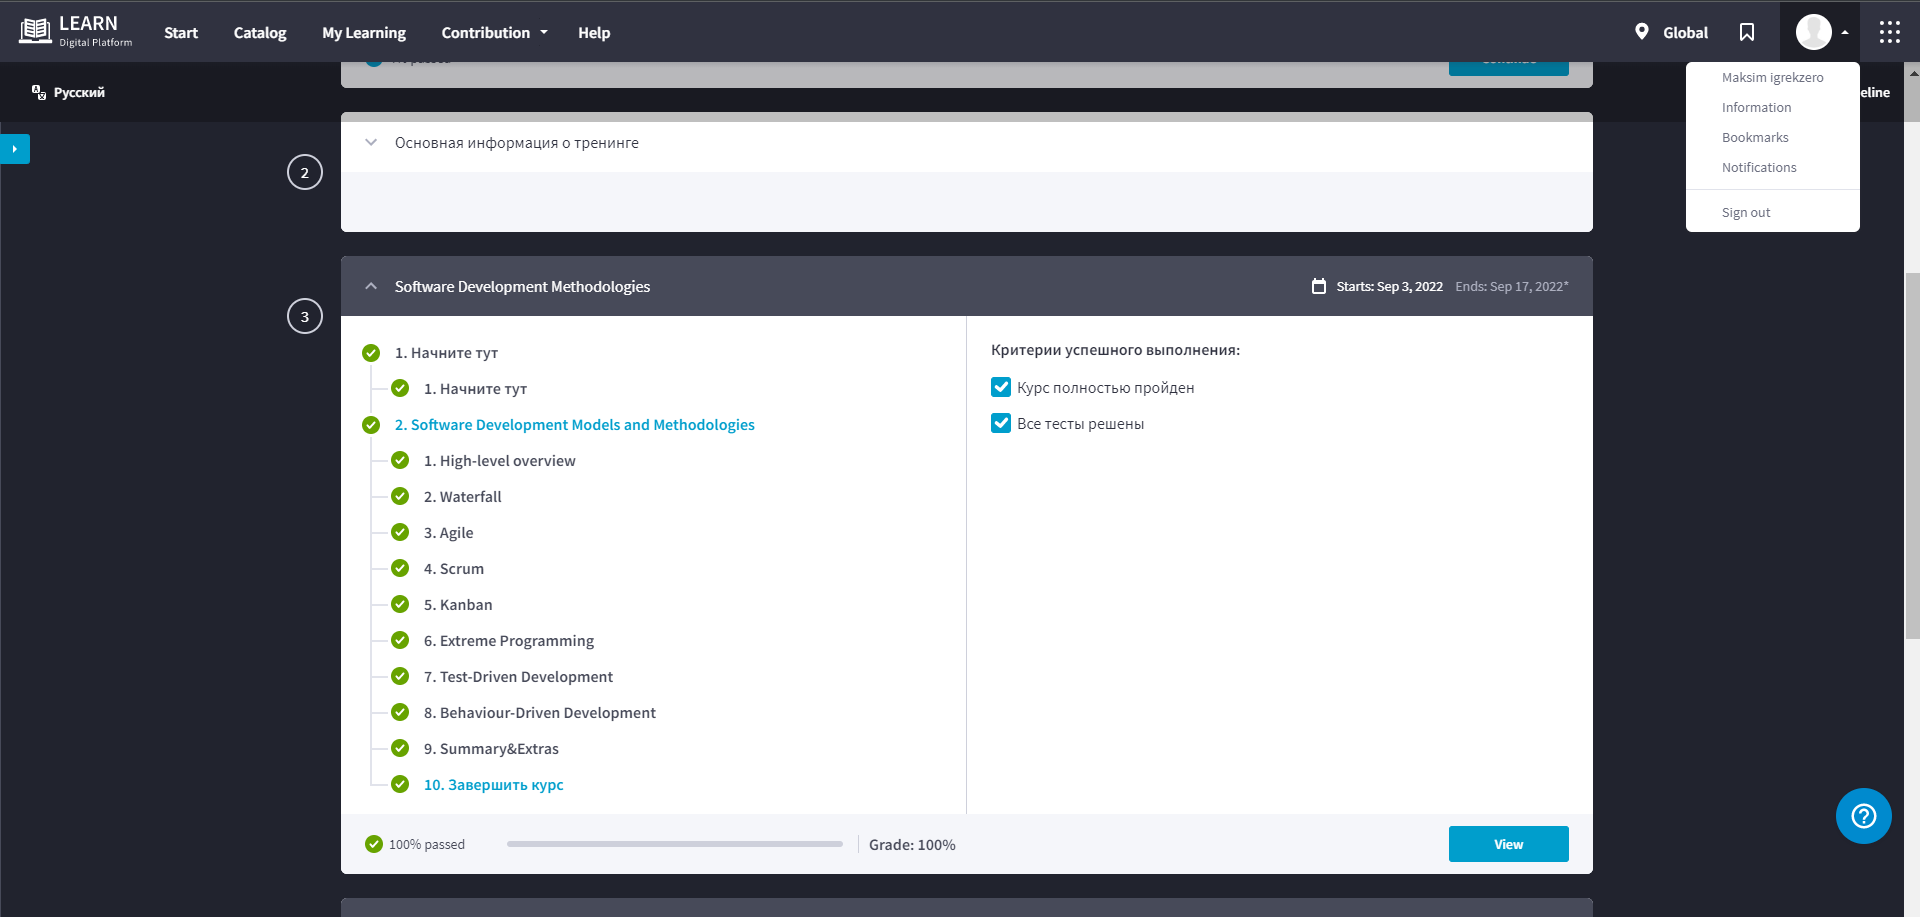 LEARN
Digital Platform
Start
Catalog
My Learning
Contribution
Help
Global
Русский
Maksim igrekzero
Information
Bookmarks
Notifications
Sign out
eline
2
Основная информация о тренинге
3
Software Development Methodologies
Starts: Sep 3, 2022
Ends: Sep 17, 2022*
1. Начните тут
1. Начните тут
2. Software Development Models and Methodologies
1. High-level overview
2. Waterfall
3. Agile
4. Scrum
5. Kanban
6. Extreme Programming
7. Test-Driven Development
8. Behaviour-Driven Development
9. Summary&Extras
10. Завершить курс
Критерии успешного выполнения:
Курс полностью пройден
Все тесты решены
100% passed
Grade: 100%
View